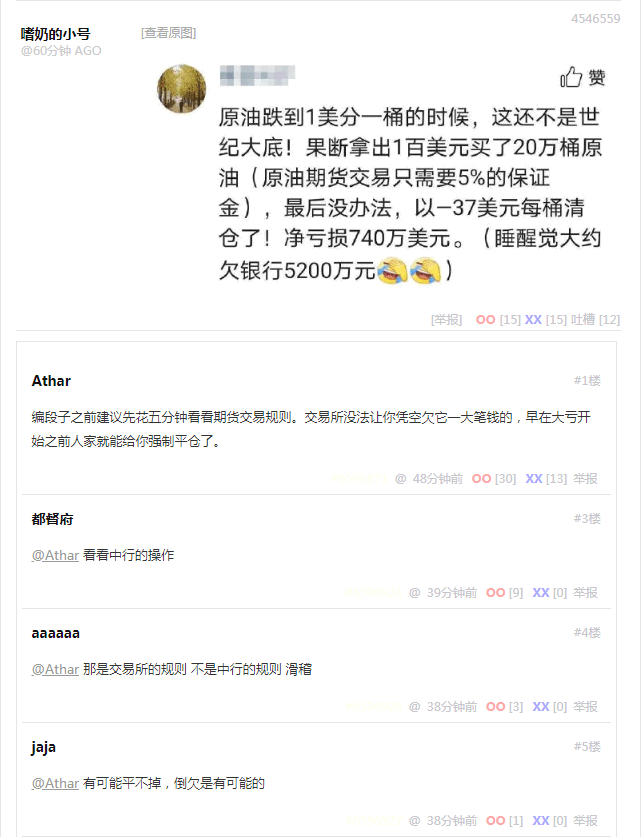 4546559
嗜奶的小号 [查看原图]
@60分钟 AGO
赞
原油跌到1美分一桶的时候，这还不是世
纪大底！果断拿出1百美元买了20万桶原
油（原油期货交易只需要5%的保证
金），最后没办法，以—37美元每桶清
仓了！净亏损740万美元。（睡醒觉大约
欠银行5200万元😂😂）
[举报] OO [15] XX [15] 吐槽 [12]
Athar #1楼
编段子之前建议先花五分钟看看期货交易规则。交易所没法让你凭空欠它一大笔钱的，早在大亏开
始之前人家就能给你强制平仓了。
@ 48分钟前 OO [30] XX [13] 举报
都督府 #3楼
@Athar 看看中行的操作
@ 39分钟前 OO [9] XX [0] 举报
aaaaaa #4楼
@Athar 那是交易所的规则 不是中行的规则 滑稽
@ 38分钟前 OO [3] XX [0] 举报
jaja #5楼
@Athar 有可能平不掉，倒欠是有可能的
@ 38分钟前 OO [1] XX [0] 举报